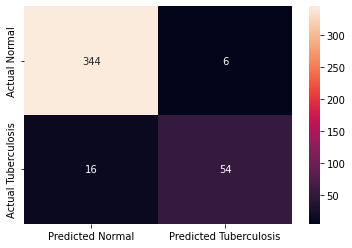 Actual Normal
344
6
Actual Tuberculosis
16
54
Predicted Normal
Predicted Tuberculosis
300
250
200
150
100
50